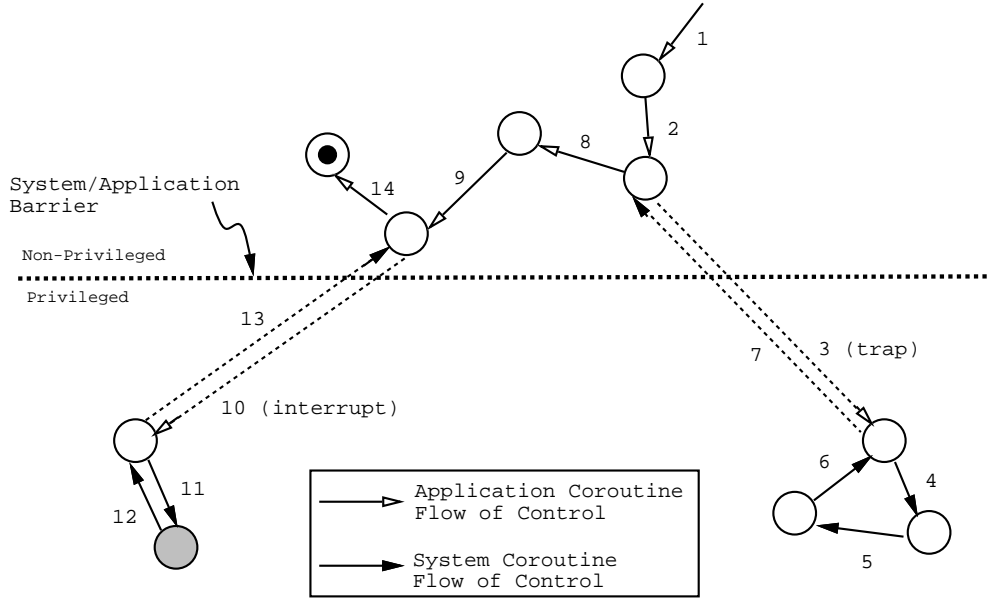 1
2
8
9
14
System/Application
Barrier
Non-Privileged
Privileged
13
3 (trap)
7
10 (interrupt)
6
4
11
12
5
Application Coroutine
Flow of Control
System Coroutine
Flow of Control